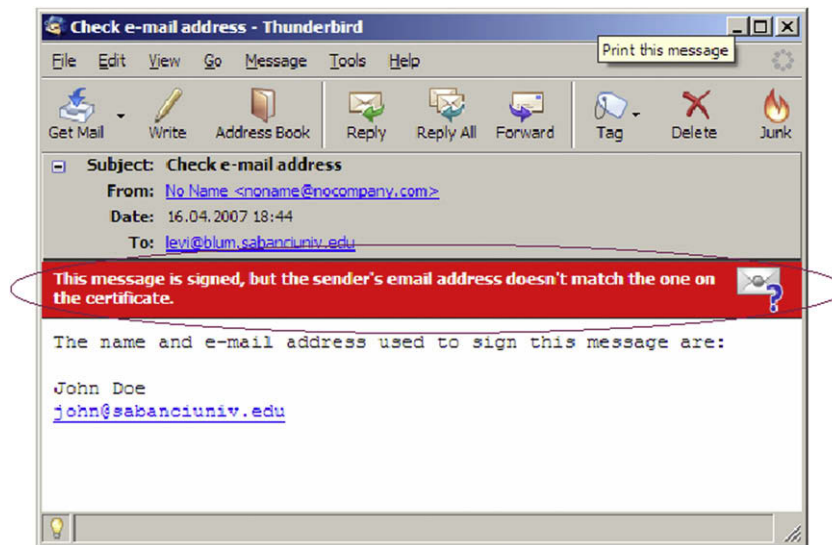 Check e-mail address - Thunderbird
Print this message
File Edit View Go Message Tools Help
Get Mail Write Address Book Reply Reply All Forward Tag Delete Junk
Subject: Check e-mail address
From: No Name <noname@nocompany.com>
Date: 16.04.2007 18:44
To: levi@blum.sabanciuniv.edu
This message is signed, but the sender's email address doesn't match the one on
the certificate.
The name and e-mail address used to sign this message are:
John Doe
john@sabanciuniv.edu